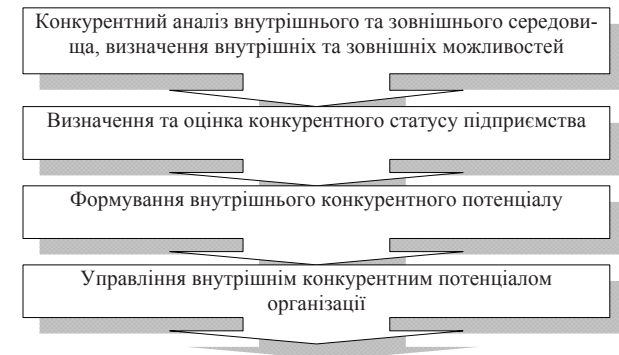 Конкурентний аналіз внутрішнього та зовнішнього середови-
ща, визначення внутрішніх та зовнішніх можливостей
Визначення та оцінка конкурентного статусу підприємства
Формування внутрішнього конкурентного потенціалу
Управління внутрішнім конкурентним потенціалом
організації